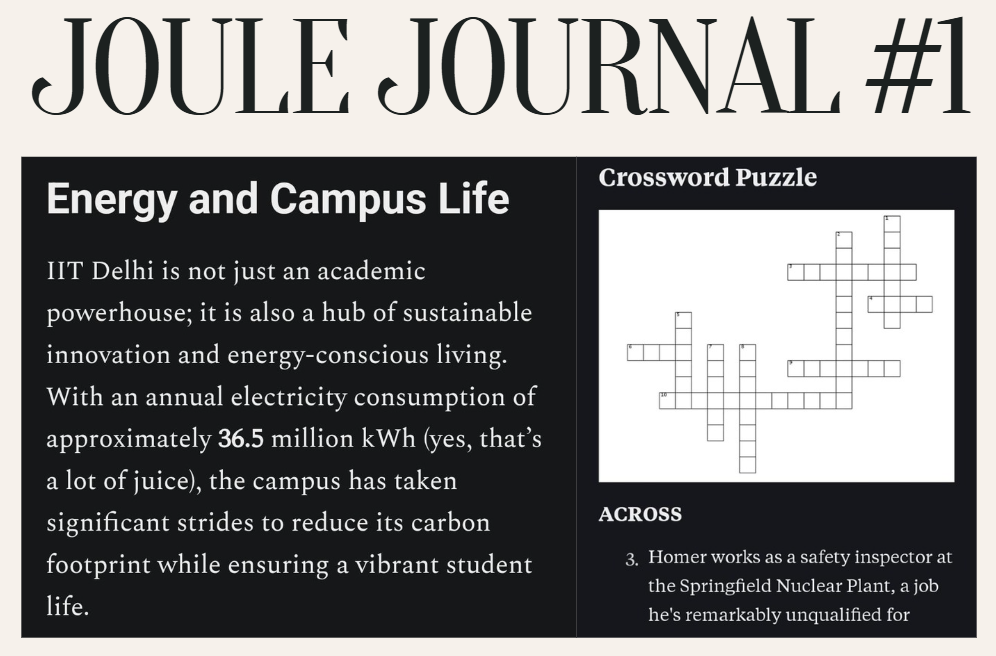 JOULE JOURNAL #1
Energy and Campus Life
IIT Delhi is not just an academic
powerhouse; it is also a hub of sustainable
innovation and energy-conscious living.
With an annual electricity consumption of
approximately 36.5 million kWh (yes, that’s
a lot of juice), the campus has taken
significant strides to reduce its carbon
footprint while ensuring a vibrant student
life.
Crossword Puzzle
1
2
3
4
5
6
7
8
9
10
ACROSS
3. Homer works as a safety inspector at
the Springfield Nuclear Plant, a job
he's remarkably unqualified for